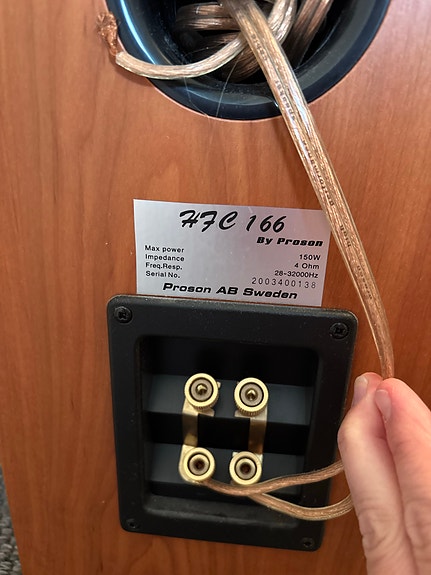 HFC 166
By Proson
Max power 150W
Impedance 4 Ohm
Freq.Resp. 28-32000Hz
Serial No. 2003400138
Proson AB Sweden